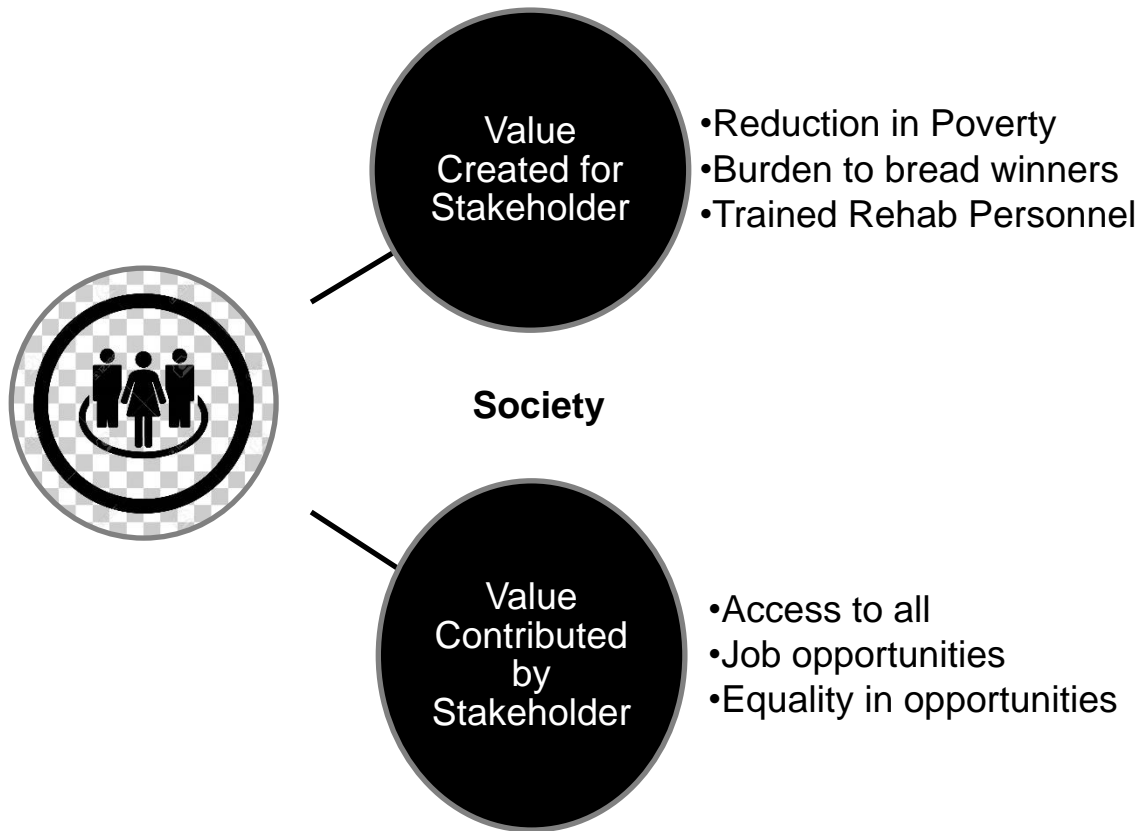 Value
Created for
Stakeholder
•Reduction in Poverty
•Burden to bread winners
•Trained Rehab Personnel
Society
Value
Contributed
by
Stakeholder
•Access to all
•Job opportunities
•Equality in opportunities